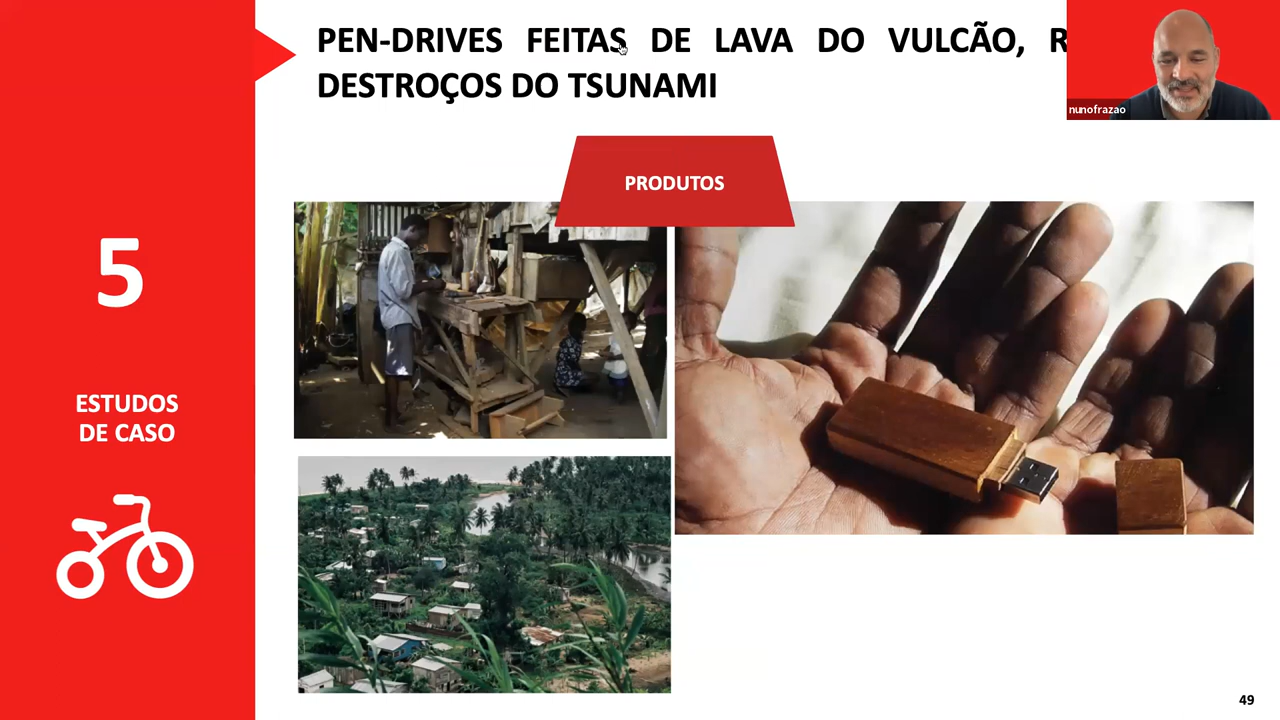 PEN-DRIVES FEITAS DE LAVA DO VULCÃO,
DESTROÇOS DO TSUNAMI
nunofrazao
PRODUTOS
5
ESTUDOS
DE CASO
49